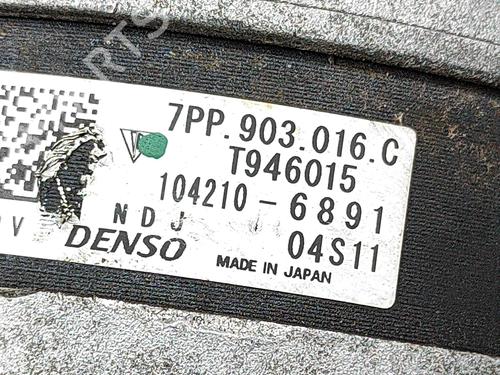 7PP.903.016.C
T946015
104210-6891
NDJ 04S11
DENSO
MADE IN JAPAN
V